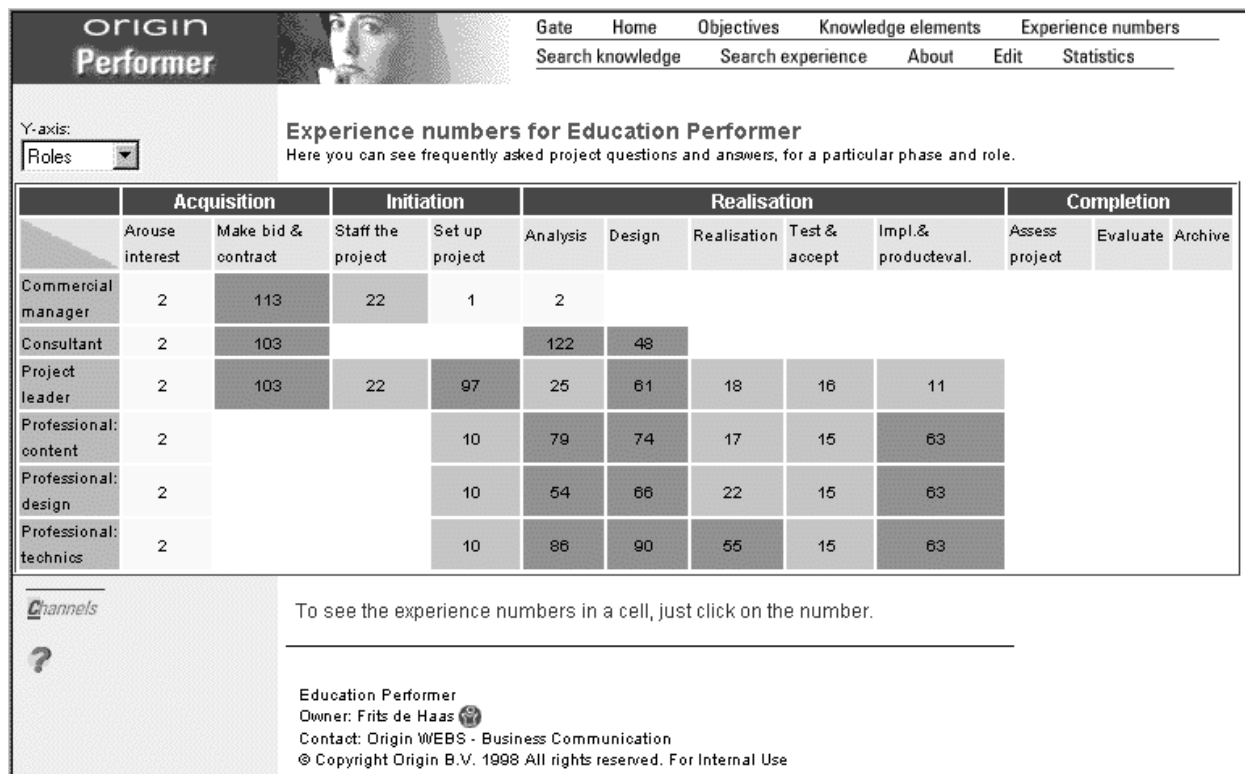 ORIGIN
Performer
Gate Home Objectives Knowledge elements Experience numbers
Search knowledge Search experience About Edit Statistics
Y-axis:
Roles
Experience numbers for Education Performer
Here you can see frequently asked project questions and answers, for a particular phase and role.
Acquisition Initiation Realisation Completion
Arouse interest Make bid & contract Staff the project Set up project Analysis Design Realisation Test & accept Impl.& producteval. Assess project Evaluate Archive
Commercial manager 2 113 22 1 2
Consultant 2 103 122 48
Project leader 2 103 22 97 25 61 18 16 11
Professional: content 2 10 79 74 17 15 63
Professional: design 2 10 54 66 22 15 63
Professional: technics 2 10 86 90 55 15 63
Channels
?
To see the experience numbers in a cell, just click on the number.
Education Performer
Owner: Frits de Haas
Contact: Origin WEBS - Business Communication
© Copyright Origin B.V. 1998 All rights reserved. For Internal Use